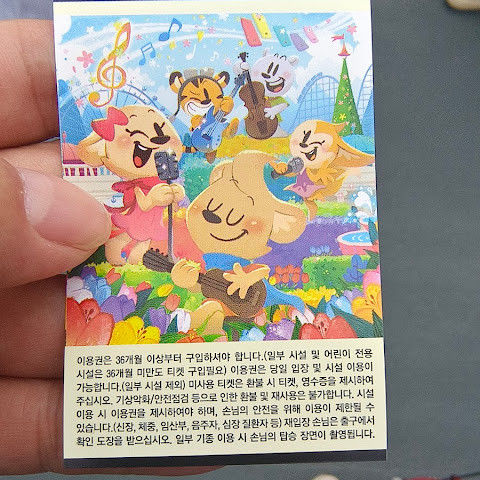 이용권은 36개월 이상부터 구입하셔야 합니다.(일부 시설 및 어린이 전용
시설은 36개월 미만도 티켓 구입필요) 이용권은 당일 입장 및 시설 이용이
가능합니다.(일부 시설 제외) 미사용 티켓은 환불 시 티켓, 영수증을 제시하여
주십시오. 기상악화/안전점검 등으로 인한 환불 및 재사용은 불가합니다. 시설
이용 시 이용권을 제시하여야 하며, 손님의 안전을 위해 이용이 제한될 수
있습니다.(신장, 체중, 임산부, 음주자, 심장 질환자 등) 재입장 손님은 출구에서
확인 도장을 받으십시오. 일부 기종 이용 시 손님의 탑승 장면이 촬영됩니다.